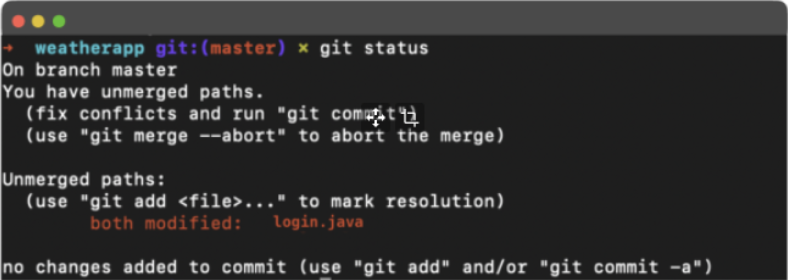 → weatherapp git:(master) × git status
On branch master
You have unmerged paths.
(fix conflicts and run "git commit")
(use "git merge --abort" to abort the merge)
Unmerged paths:
(use "git add <file>..." to mark resolution)
both modified: login.java
no changes added to commit (use "git add" and/or "git commit -a")